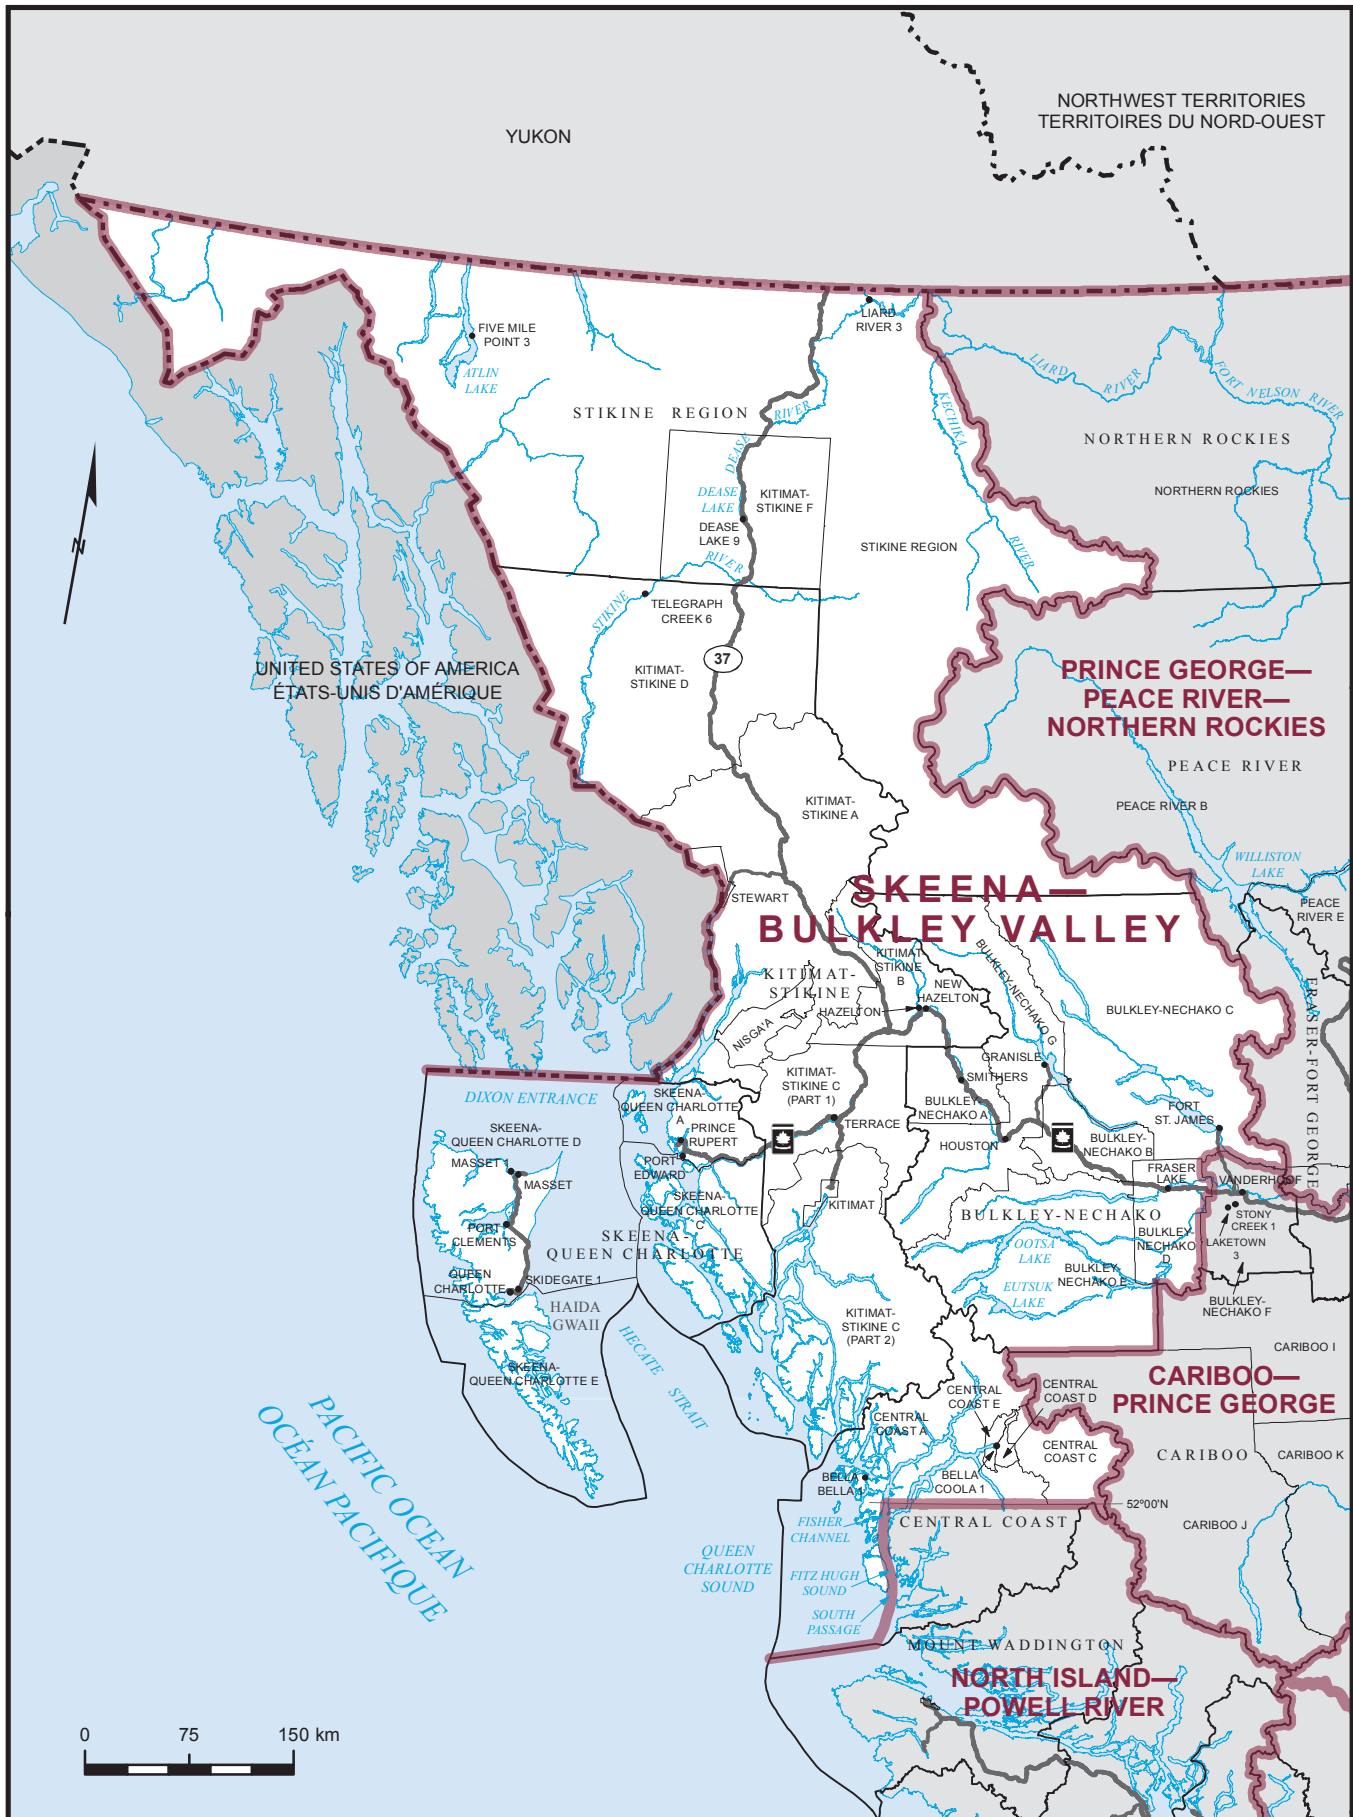 NORTHWEST TERRITORIES
TERRITOIRES DU NORD-OUEST
YUKON
LIARD
RIVER 3
FIVE MILE
POINT 3
ATLIN
LAKE
LIARD
RIVER
FORT
NELSON
RIVER
STIKINE REGION
DEASE
RIVER
KECHIKA
RIVER
NORTHERN ROCKIES
NORTHERN ROCKIES
DEASE
LAKE
KITIMAT-
STIKINE F
DEASE
LAKE 9
STIKINE REGION
N
STIKINE
RIVER
TELEGRAPH
CREEK 6
37
UNITED STATES OF AMERICA
ÉTATS-UNIS D'AMÉRIQUE
KITIMAT-
STIKINE D
PRINCE GEORGE—
PEACE RIVER—
NORTHERN ROCKIES
PEACE RIVER
PEACE RIVER B
KITIMAT-
STIKINE A
WILLISTON
LAKE
PEACE
RIVER E
SKEENA—
BULKLEY VALLEY
STEWART
KITIMAT-
STIKINE
B
KITIMAT-
STIKINE
NEW
HAZELTON
HAZELTON
BULKLEY-NECHAKO G
BULKLEY-NECHAKO C
FRASER-FORT GEORGE
NISGA'A
GRANISLE
SMITHERS
KITIMAT-
STIKINE C
(PART 1)
DIXON ENTRANCE
SKEENA-
QUEEN CHARLOTTE
A
BULKLEY-
NECHAKO A
FORT
ST. JAMES
SKEENA-
QUEEN CHARLOTTE D
PRINCE
RUPERT
TERRACE
HOUSTON
BULKLEY-
NECHAKO B
MASSET 1
MASSET
PORT
EDWARD
FRASER
LAKE
VANDERHOOF
SKEENA-
QUEEN CHARLOTTE
C
KITIMAT
BULKLEY-NECHAKO
STONY
CREEK 1
PORT
CLEMENTS
SKEENA-
QUEEN CHARLOTTE
OOTSA
LAKE
BULKLEY-
NECHAKO
D
LAKETOWN
3
QUEEN
CHARLOTTE
SKIDEGATE 1
BULKLEY-
NECHAKO E
EUTSUK
LAKE
BULKLEY-
NECHAKO F
HAIDA
GWAII
KITIMAT-
STIKINE C
(PART 2)
HECATE STRAIT
CARIBOO I
SKEENA-
QUEEN CHARLOTTE E
CENTRAL
COAST E
CENTRAL
COAST D
CARIBOO—
PRINCE GEORGE
CENTRAL
COAST A
CENTRAL
COAST C
CARIBOO
CARIBOO K
PACIFIC OCEAN
OCÉAN PACIFIQUE
BELLA
BELLA 1
BELLA
COOLA 1
52º00'N
FISHER
CHANNEL
CENTRAL COAST
CARIBOO J
QUEEN
CHARLOTTE
SOUND
FITZ HUGH
SOUND
SOUTH
PASSAGE
MOUNT WADDINGTON
NORTH ISLAND—
POWELL RIVER
0 75 150 km